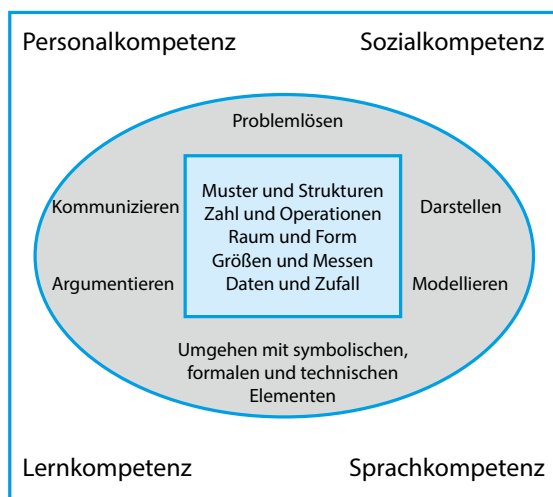 Personalkompetenz
Sozialkompetenz
Problemlösen
Kommunizieren
Muster und Strukturen
Zahl und Operationen
Raum und Form
Größen und Messen
Daten und Zufall
Darstellen
Argumentieren
Modellieren
Umgehen mit symbolischen,
formalen und technischen
Elementen
Lernkompetenz
Sprachkompetenz